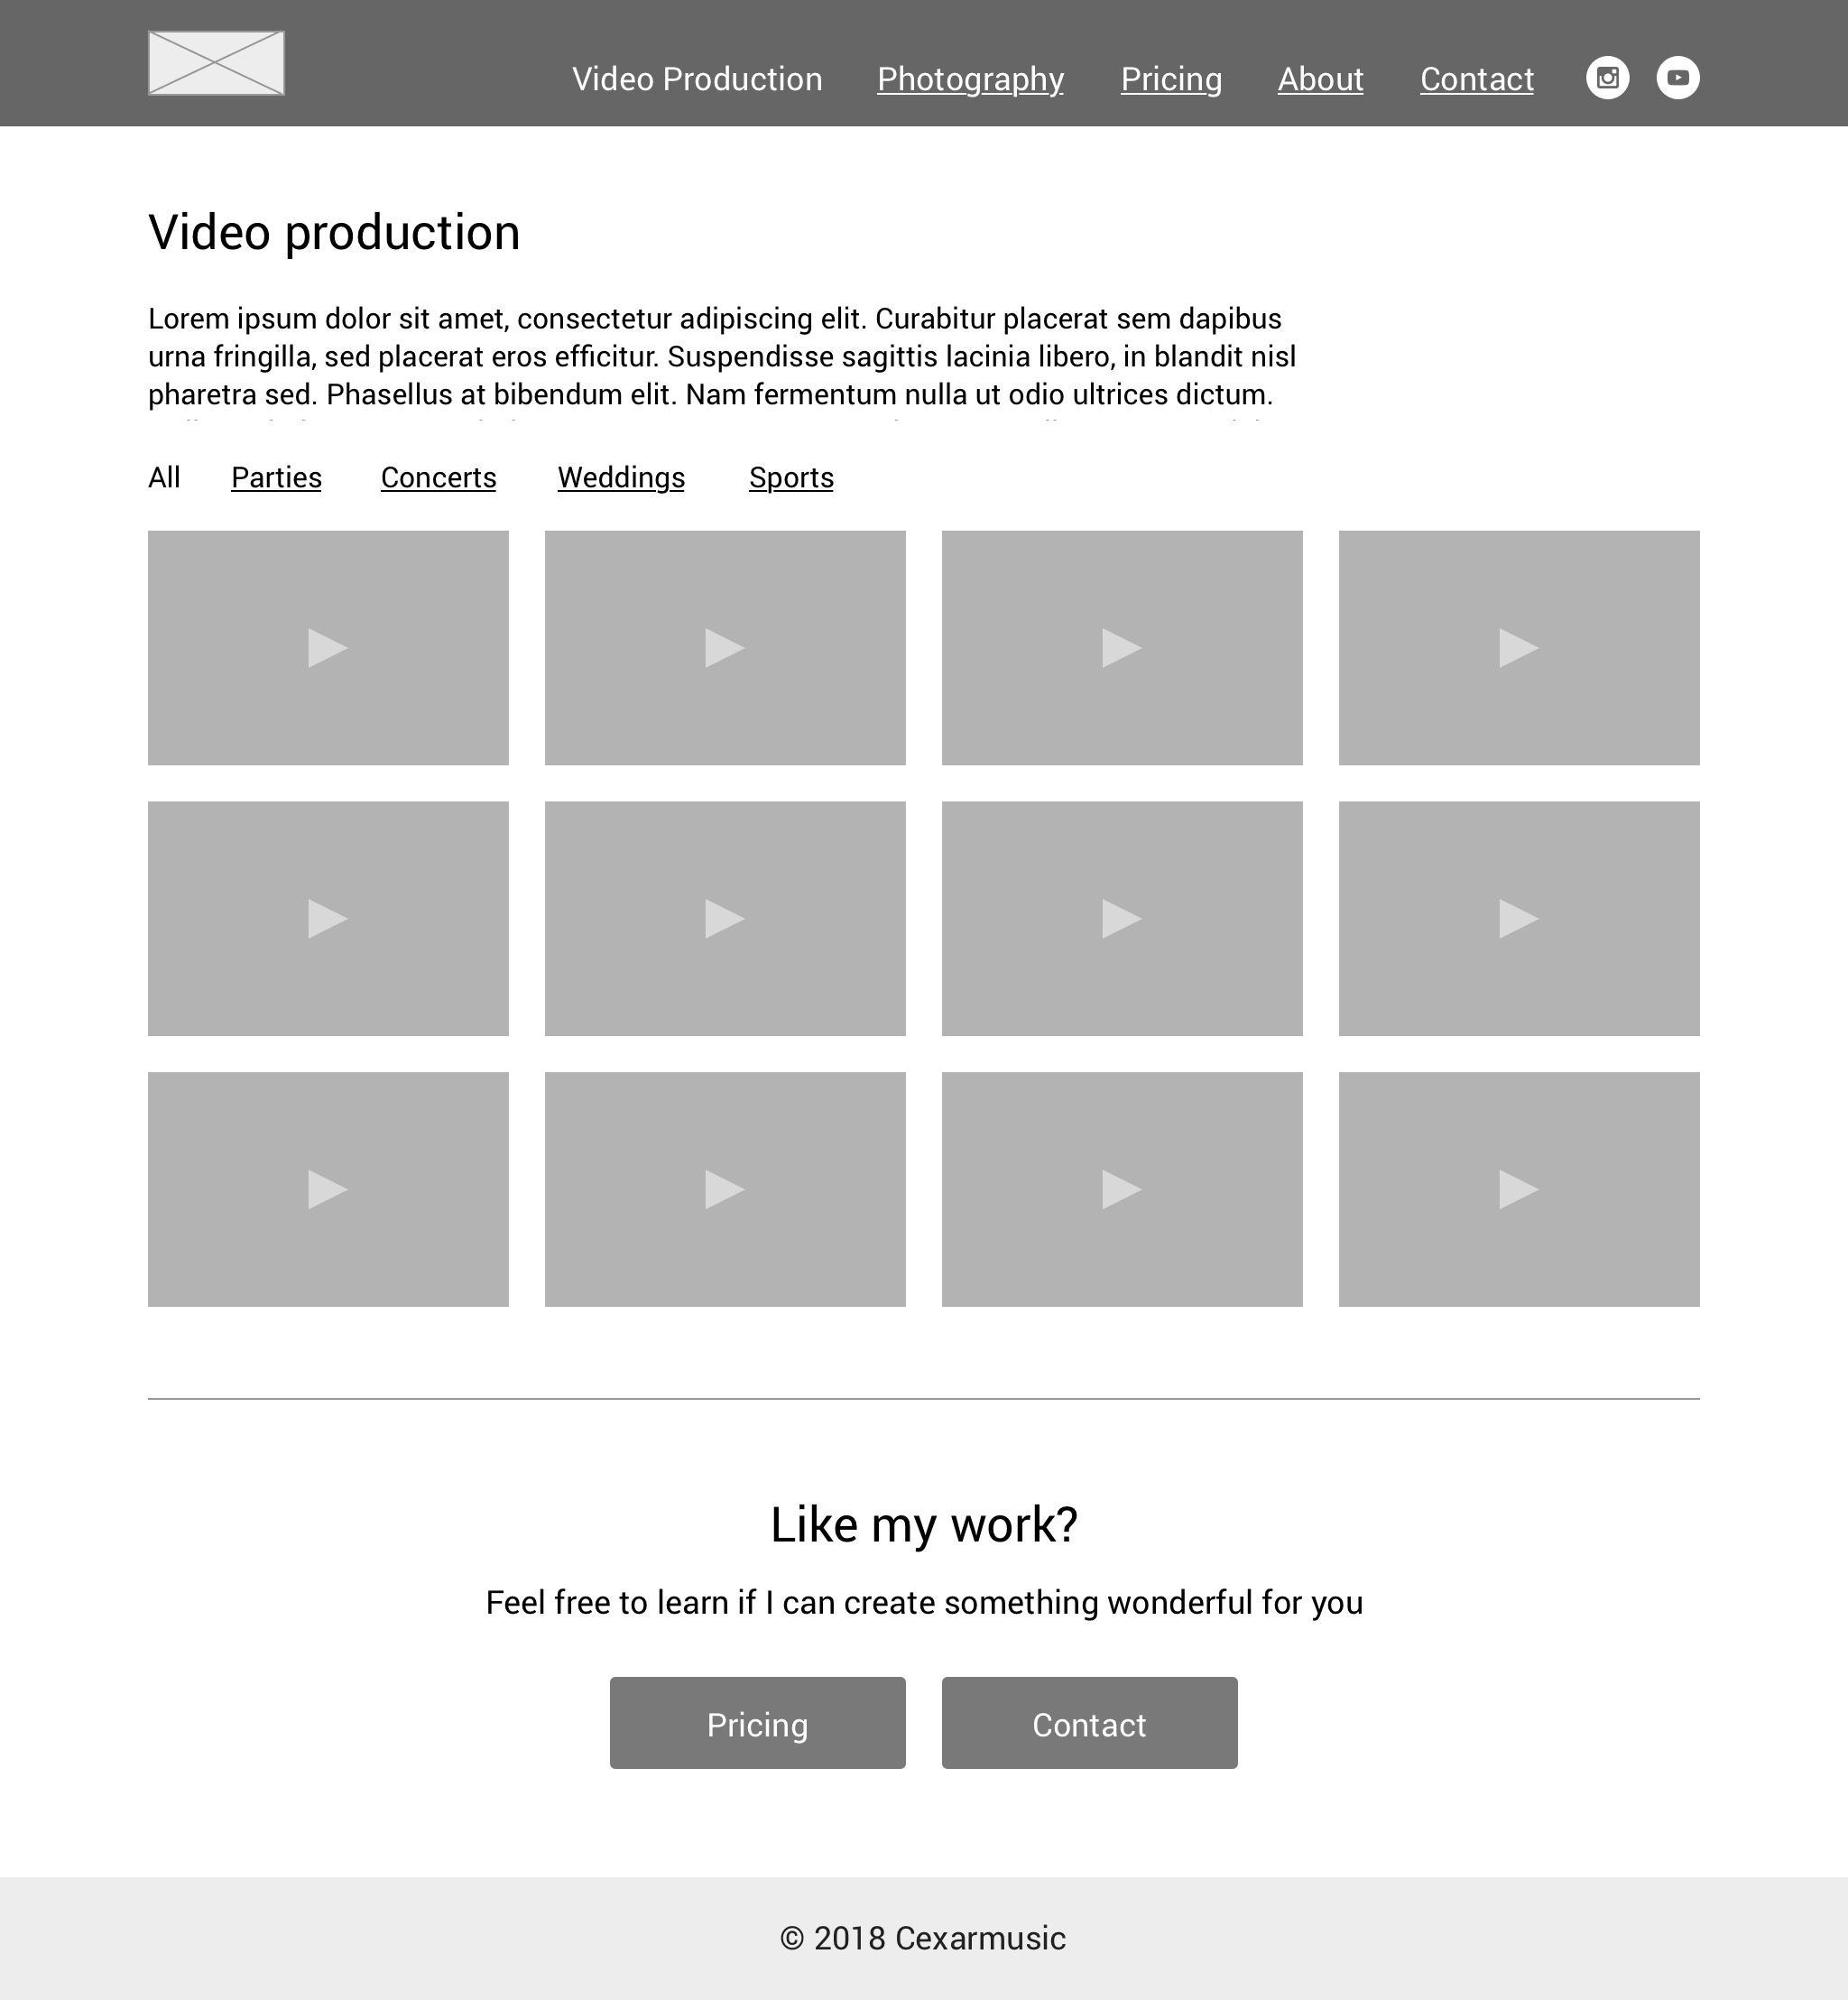 Video Production Photography Pricing About Contact
Video production
Lorem ipsum dolor sit amet, consectetur adipiscing elit. Curabitur placerat sem dapibus
urna fringilla, sed placerat eros efficitur. Suspendisse sagittis lacinia libero, in blandit nisl
pharetra sed. Phasellus at bibendum elit. Nam fermentum nulla ut odio ultrices dictum.
All Parties Concerts Weddings Sports
Like my work?
Feel free to learn if I can create something wonderful for you
Pricing Contact
© 2018 Cexarmusic